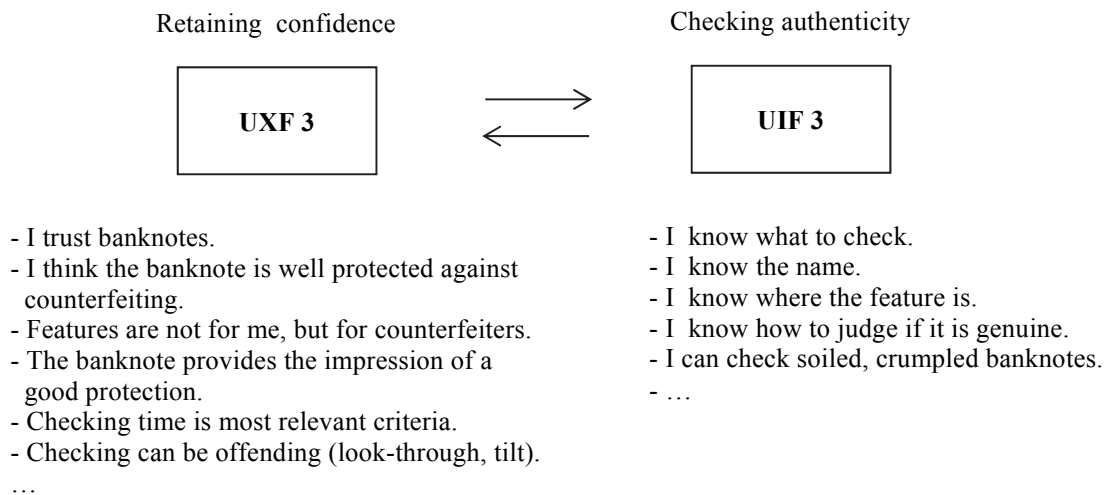 Retaining confidence
Checking authenticity
UXF 3
UIF 3
- I trust banknotes.
- I think the banknote is well protected against
counterfeiting.
- Features are not for me, but for counterfeiters.
- The banknote provides the impression of a
good protection.
- Checking time is most relevant criteria.
- Checking can be offending (look-through, tilt).
…
- I know what to check.
- I know the name.
- I know where the feature is.
- I know how to judge if it is genuine.
- I can check soiled, crumpled banknotes.
- …